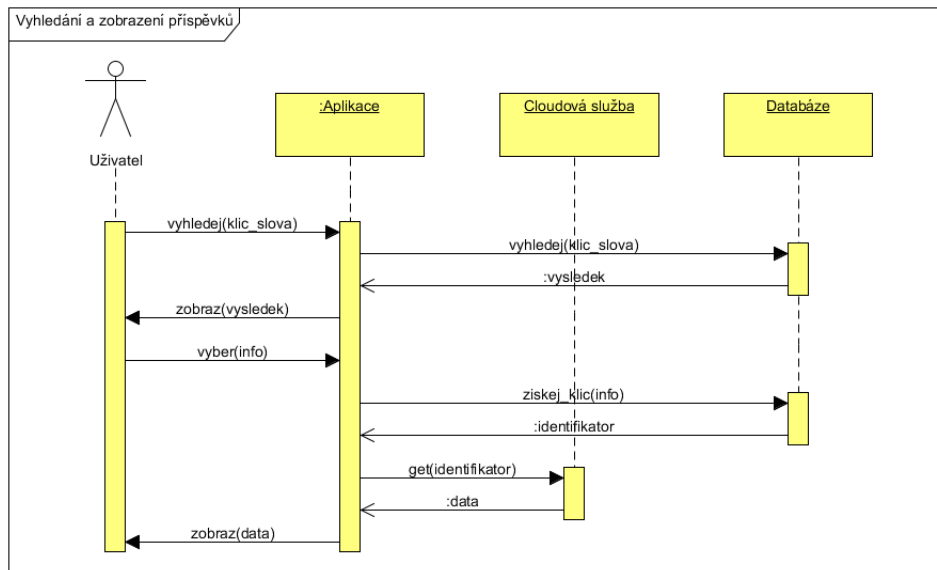 Vyhledání a zobrazení příspěvků
:Aplikace
Cloudová služba
Databáze
Uživatel
vyhledej(klic_slova)
vyhledej(klic_slova)
:vysledek
zobraz(vysledek)
vyber(info)
ziskej_klic(info)
:identifikator
get(identifikator)
:data
zobraz(data)